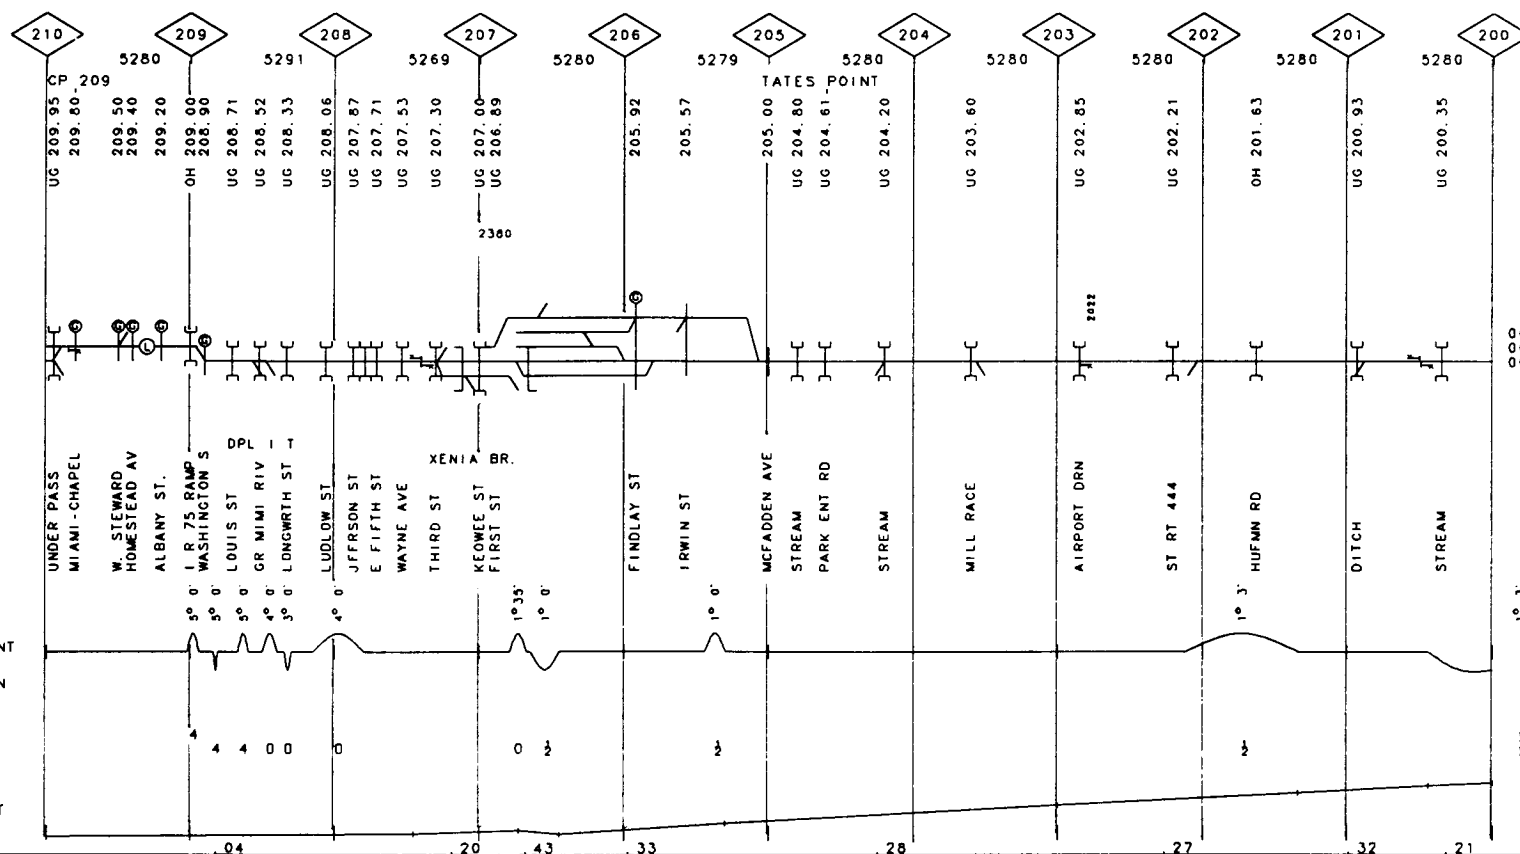 210 209 208 207 206 205 204 203 202 201 200
5280 5291 5269 5280 5279 5280 5280 5280 5280 5280
CP 209
TATES POINT
UG 209.95
209.80
209.50
209.40
209.20
OH 209.00
208.90
UG 208.71
UG 208.52
UG 208.33
UG 208.06
UG 207.87
UG 207.71
UG 207.53
UG 207.30
UG 207.00
UG 206.89
205.92
205.57
205.00
UG 204.80
UG 204.61
UG 204.20
UG 203.60
UG 202.85
UG 202.21
OH 201.63
UG 200.93
UG 200.35
2380
2022
G G G G L G G
DPL I T
XENIA BR.
UNDER PASS
MIAMI-CHAPEL
W. STEWARD
HOMESTEAD AV
ALBANY ST.
I R 75 RAMP
WASHINGTON S
LOUIS ST
GR MIMI RIV
LONGWRTH ST
LUDLOW ST
JFFRSON ST
E FIFTH ST
WAYNE AVE
THIRD ST
KEOWEE ST
FIRST ST
FINDLAY ST
IRWIN ST
MCFADDEN AVE
STREAM
PARK ENT RD
STREAM
MILL RACE
AIRPORT DRN
ST RT 444
HUFMN RD
DITCH
STREAM
5° 0' 5° 0' 5° 0' 4° 0' 3° 0' 4° 0' 1°35' 1° 0' 1° 0' 1° 3' 1° 3'
NT
N
4 4 4 0 0 0 0 ½ ½ ½
T
.04 .20 .43 .33 .28 .27 .32 .21